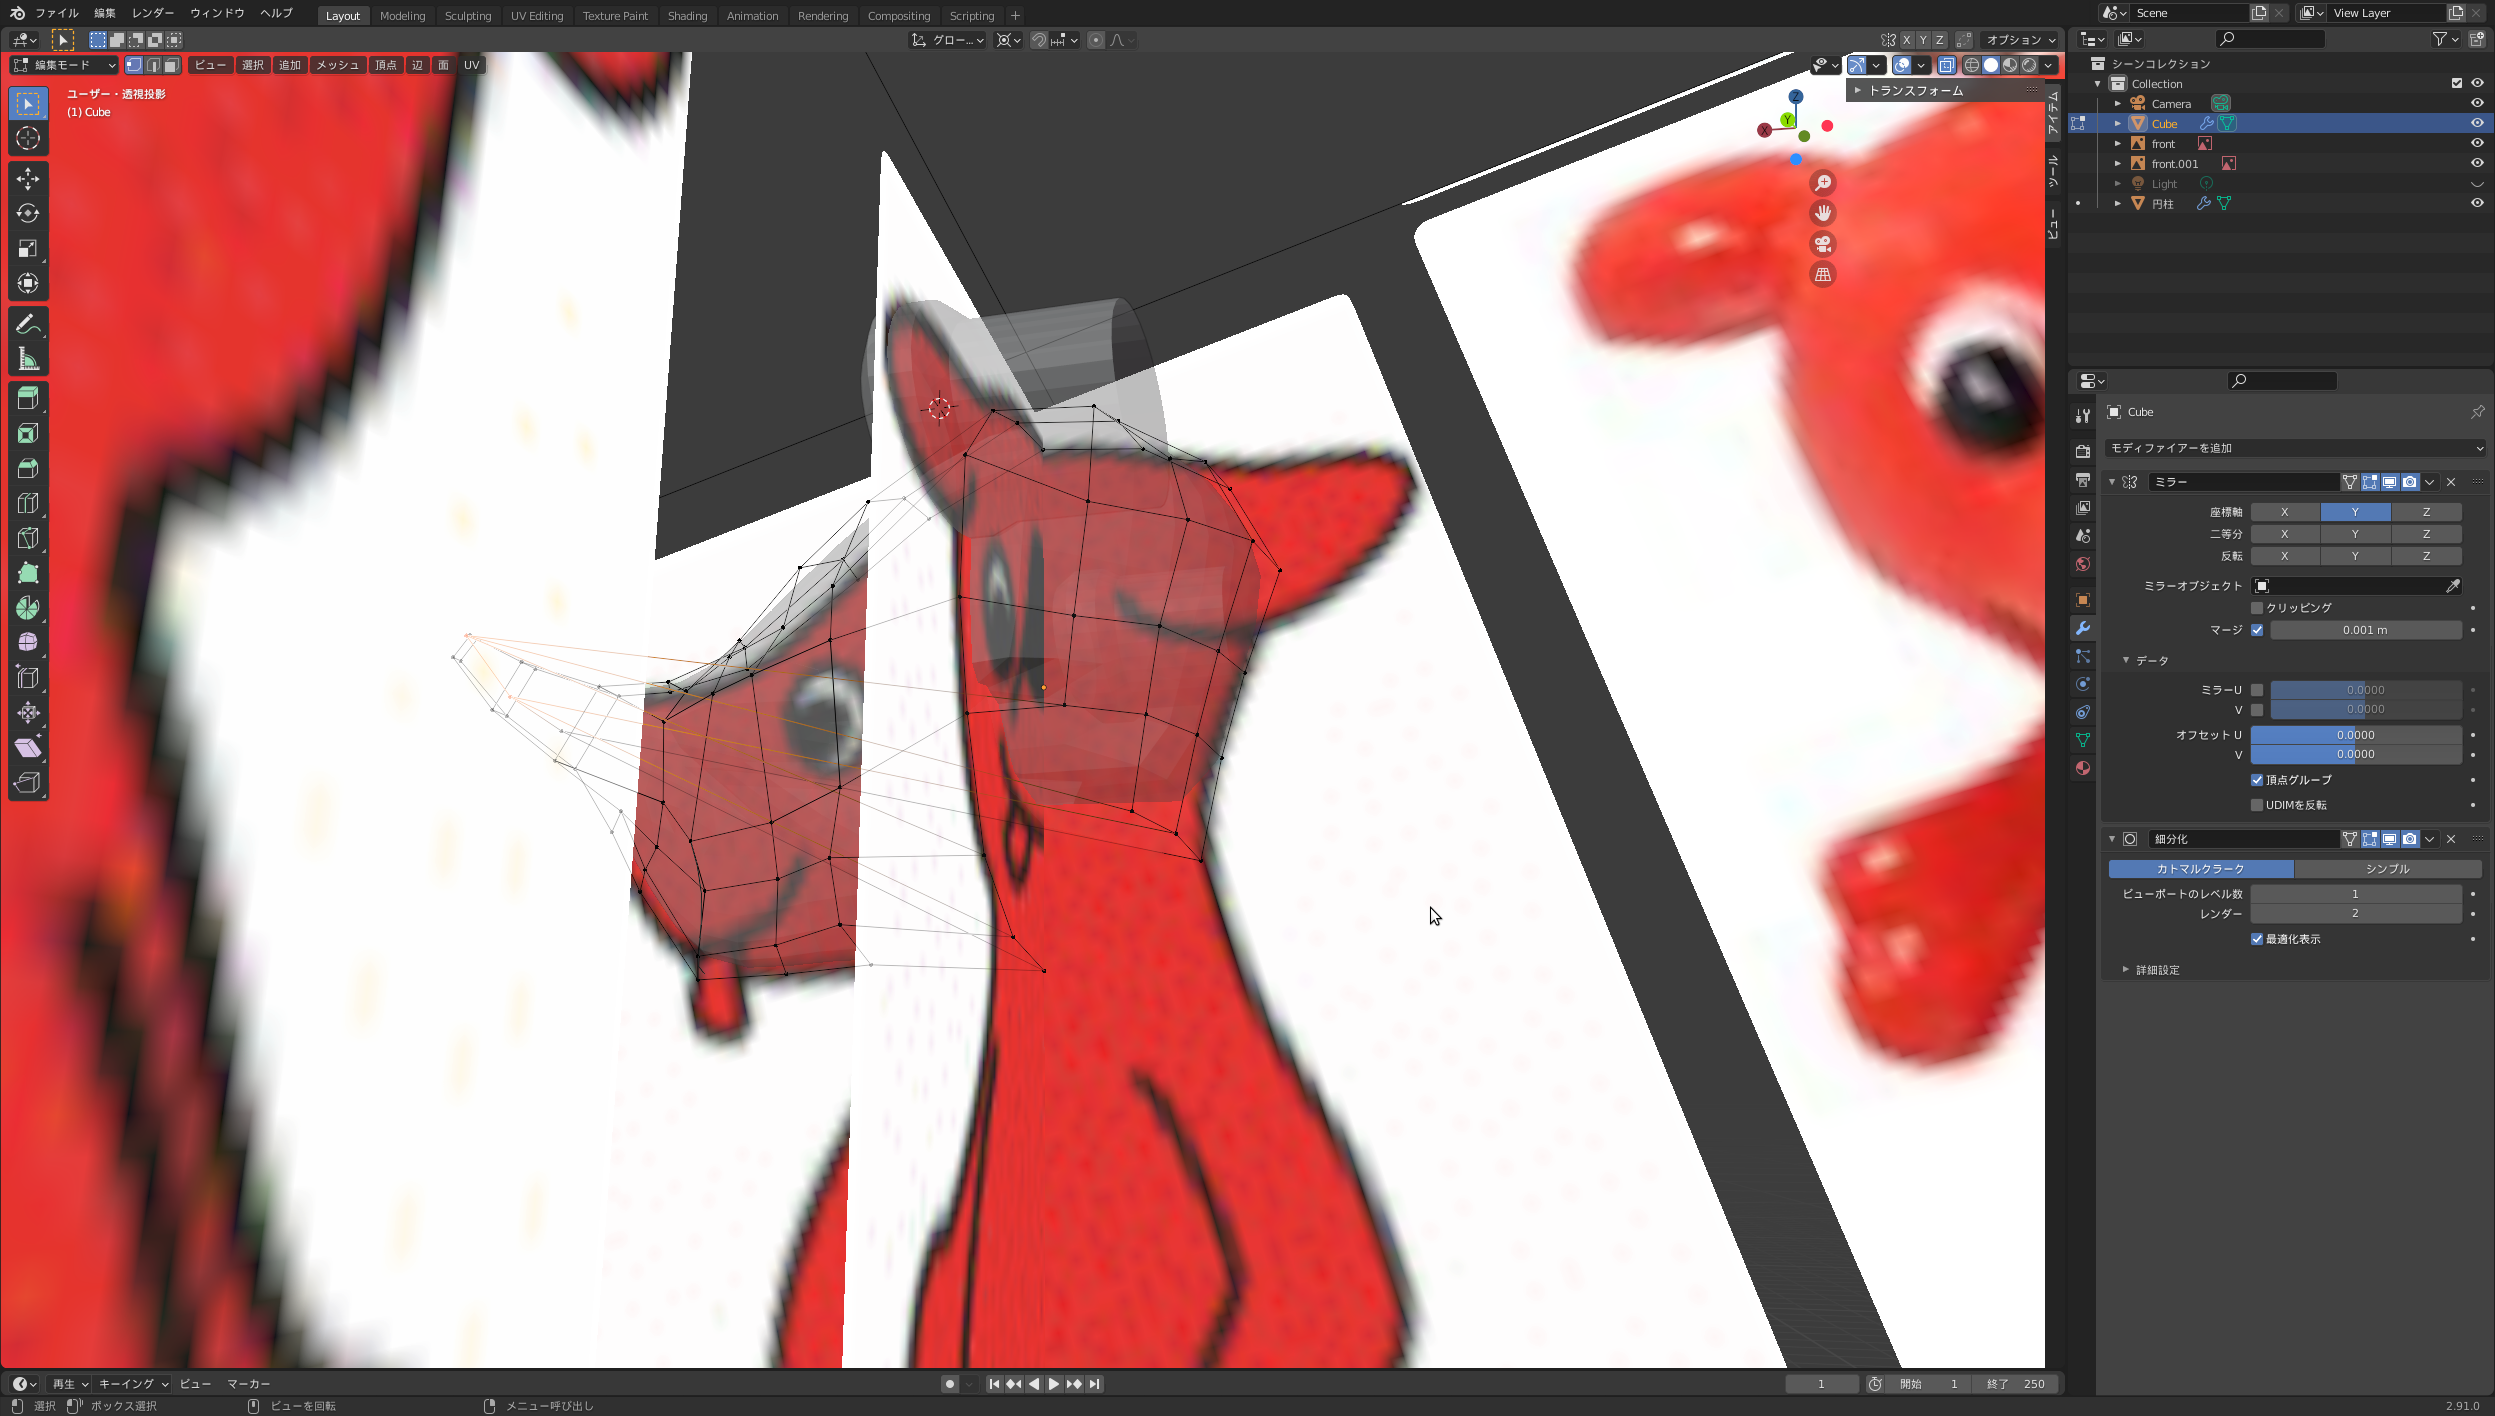 ファイル 編集 レンダー ウィンドウ ヘルプ Layout Modeling Sculpting UV Editing Texture Paint Shading Animation Rendering Compositing Scripting + Scene View Layer
グロー... X Y Z オプション
編集モード ビュー 選択 追加 メッシュ 頂点 辺 面 UV
ユーザー・透視投影
(1) Cube
トランスフォーム
アイテム
ツール
ビュー
Z
Y
X
シーンコレクション
Collection
Camera
Cube
front
front.001
Light
円柱
Cube
モディファイアーを追加
ミラー
座標軸 X Y Z
二等分 X Y Z
反転 X Y Z
ミラーオブジェクト
クリッピング
マージ 0.001 m
データ
ミラーU 0.0000
V 0.0000
オフセット U 0.0000
V 0.0000
頂点グループ
UDIMを反転
細分化
カトマルクラーク シンプル
ビューポートのレベル数 1
レンダー 2
最適化表示
詳細設定
再生 キーイング ビュー マーカー 1 開始 1 終了 250
選択 ボックス選択 ビューを回転 メニュー呼び出し 2.91.0